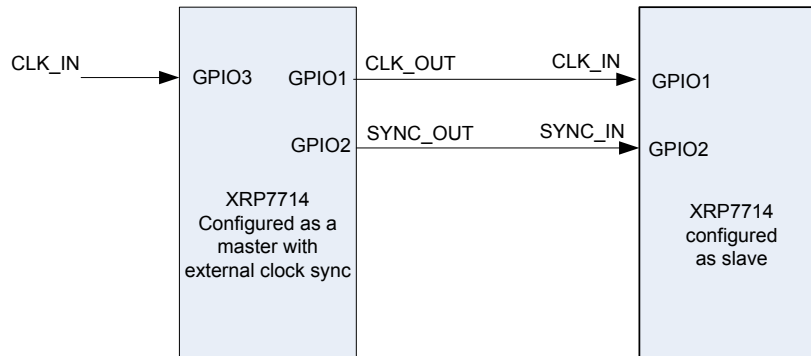 CLK_IN
GPIO3
GPIO1
CLK_OUT
CLK_IN
GPIO1
GPIO2
SYNC_OUT
SYNC_IN
GPIO2
XRP7714
Configured as a
master with
external clock sync
XRP7714
configured
as slave